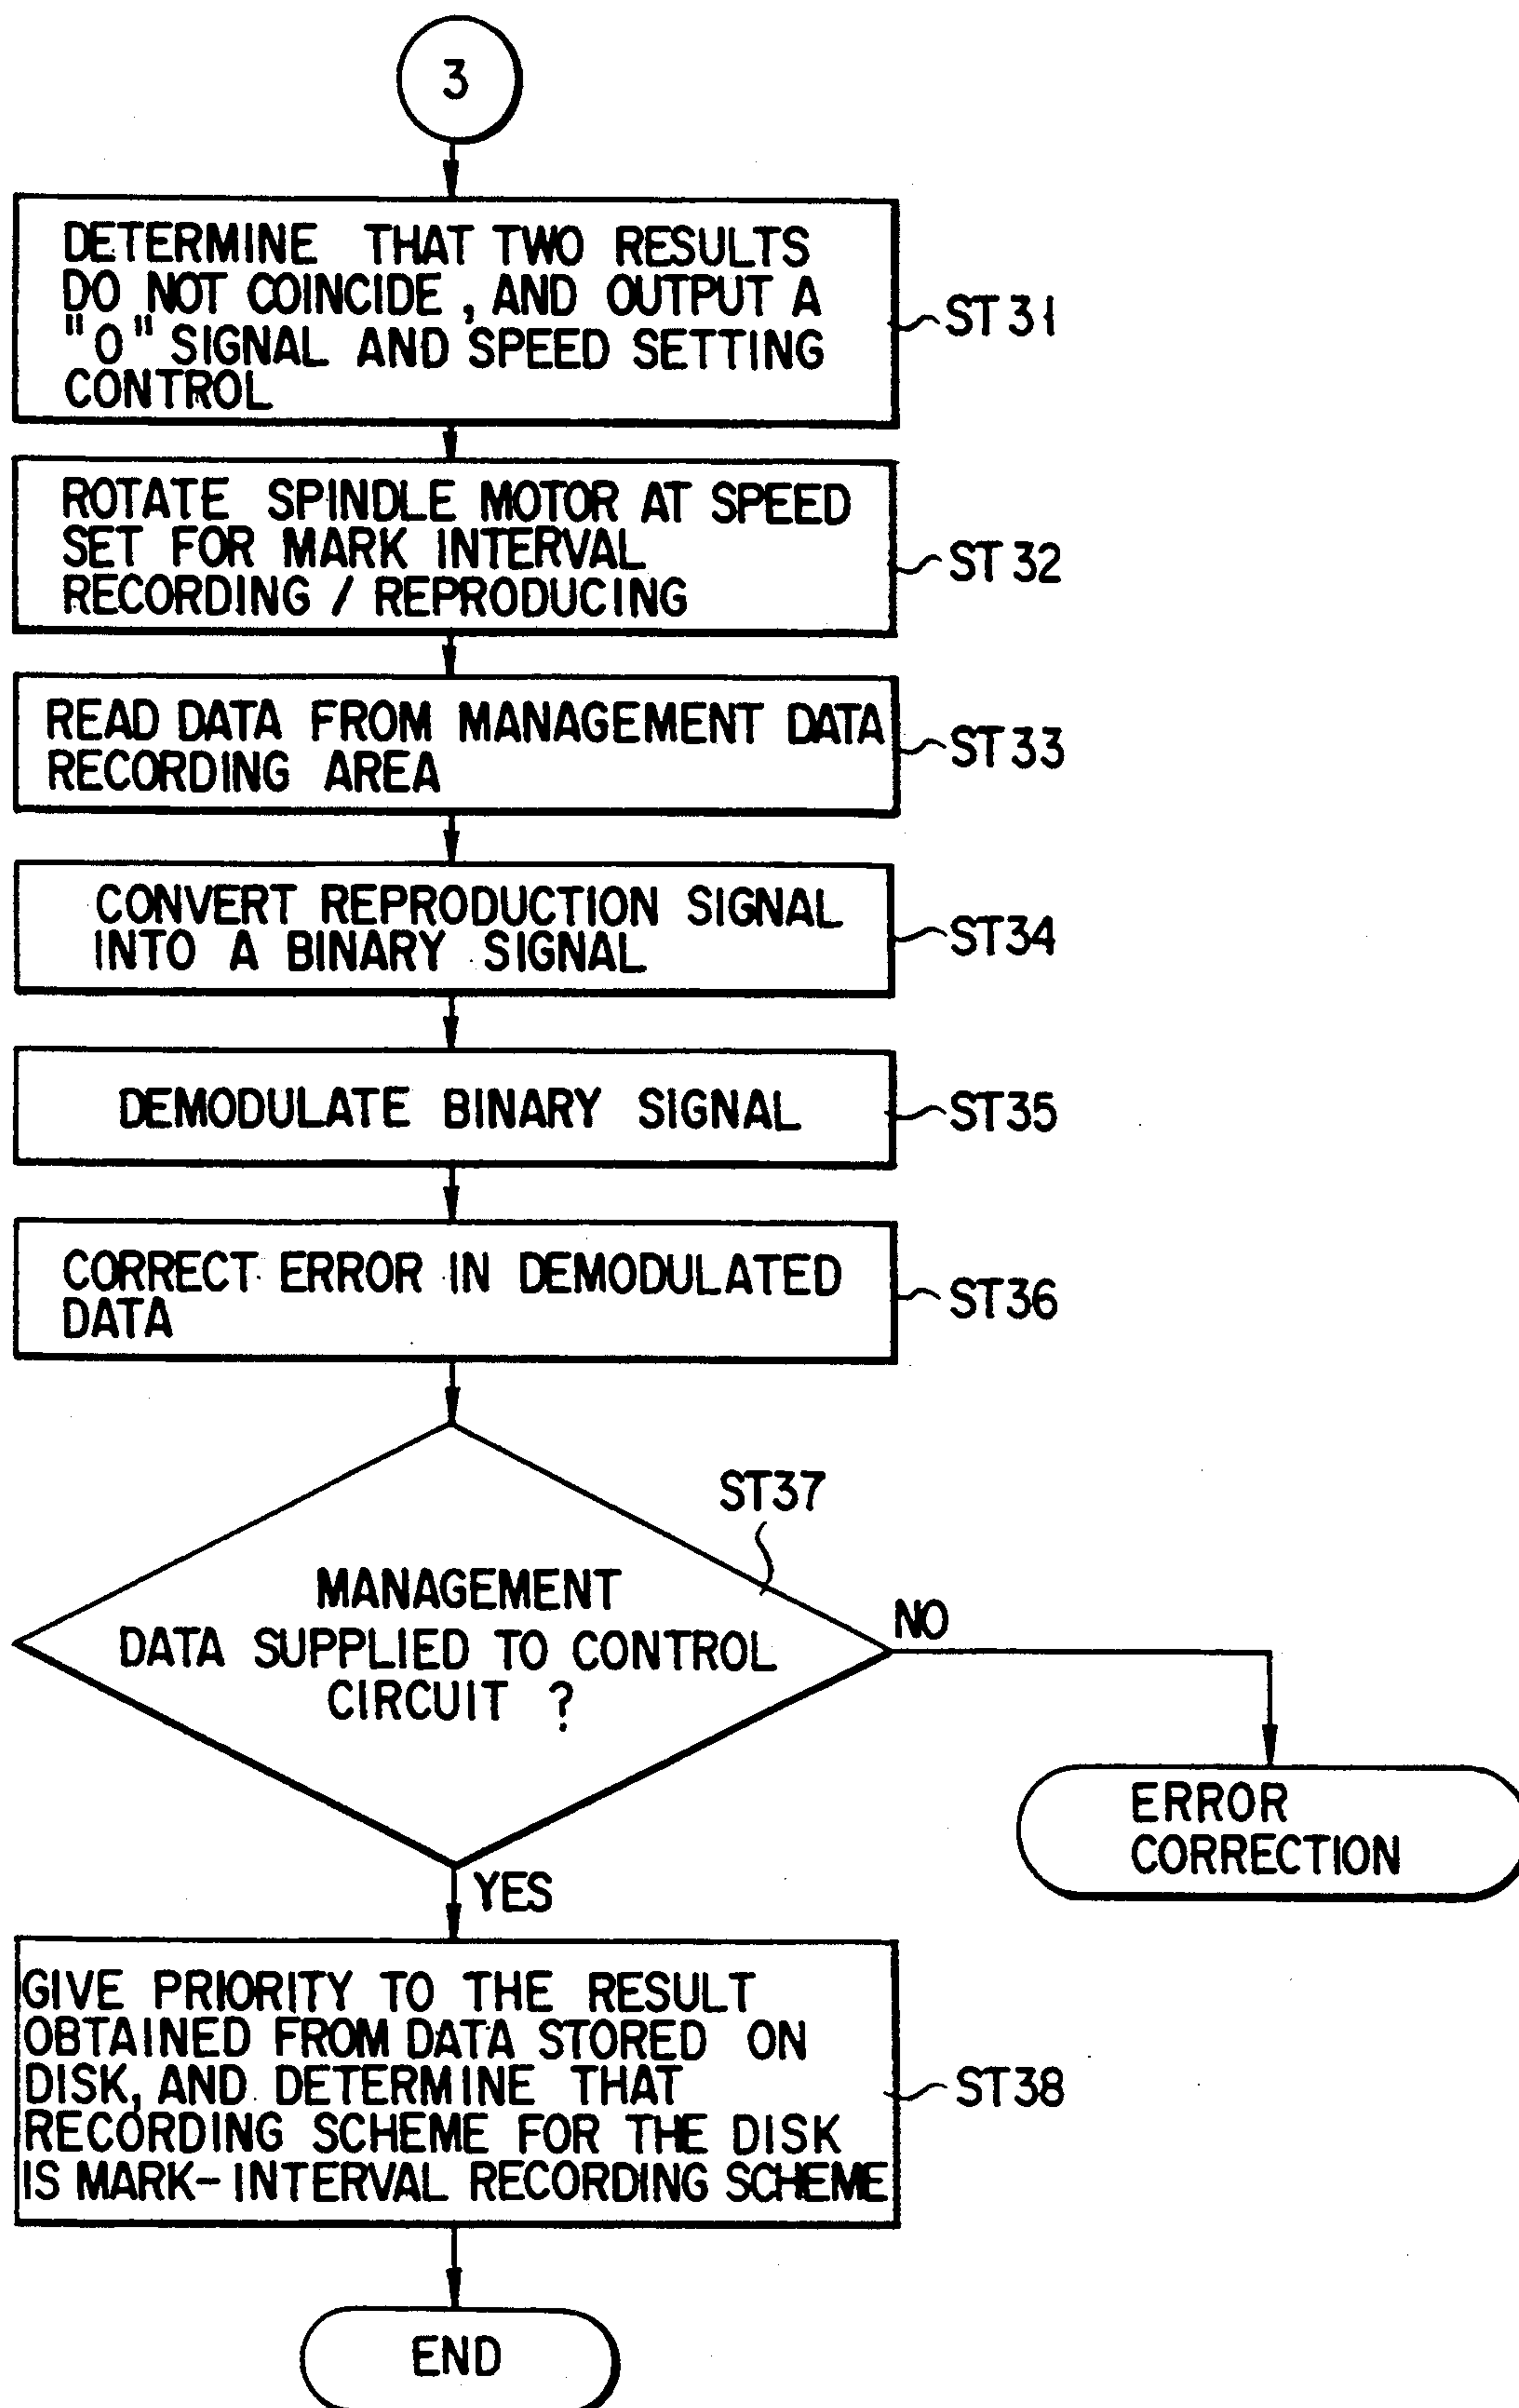 3
DETERMINE THAT TWO RESULTS
DO NOT COINCIDE, AND OUTPUT A
"0" SIGNAL AND SPEED SETTING
CONTROL
ST31
ROTATE SPINDLE MOTOR AT SPEED
SET FOR MARK INTERVAL
RECORDING / REPRODUCING
ST32
READ DATA FROM MANAGEMENT DATA
RECORDING AREA
ST33
CONVERT REPRODUCTION SIGNAL
INTO A BINARY SIGNAL
ST34
DEMODULATE BINARY SIGNAL
ST35
CORRECT ERROR IN DEMODULATED
DATA
ST36
ST37
MANAGEMENT
DATA SUPPLIED TO CONTROL
CIRCUIT ?
NO
ERROR
CORRECTION
YES
GIVE PRIORITY TO THE RESULT
OBTAINED FROM DATA STORED ON
DISK, AND DETERMINE THAT
RECORDING SCHEME FOR THE DISK
IS MARK-INTERVAL RECORDING SCHEME
ST38
END